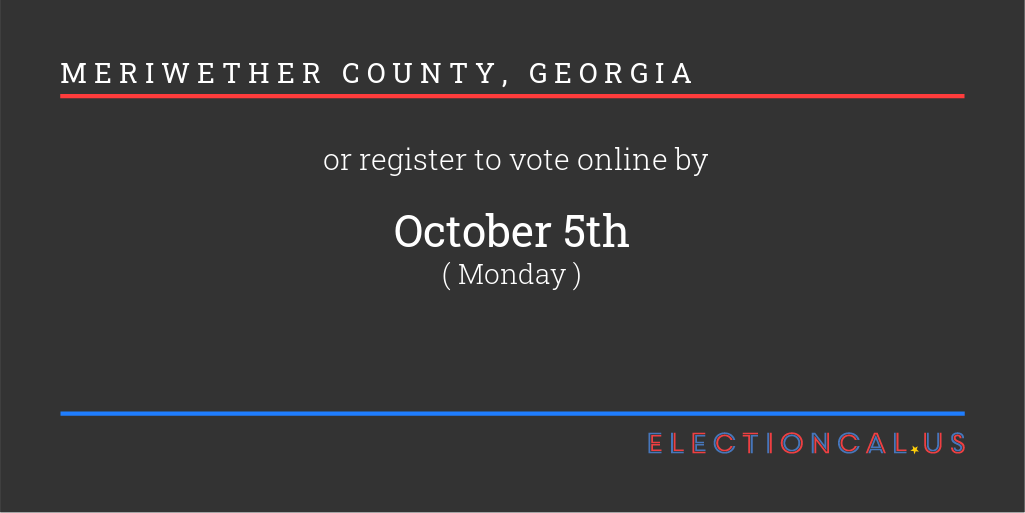 MERIWETHER COUNTY, GEORGIA
or register to vote online by
October 5th
( Monday )
ELECTIONCAL.US